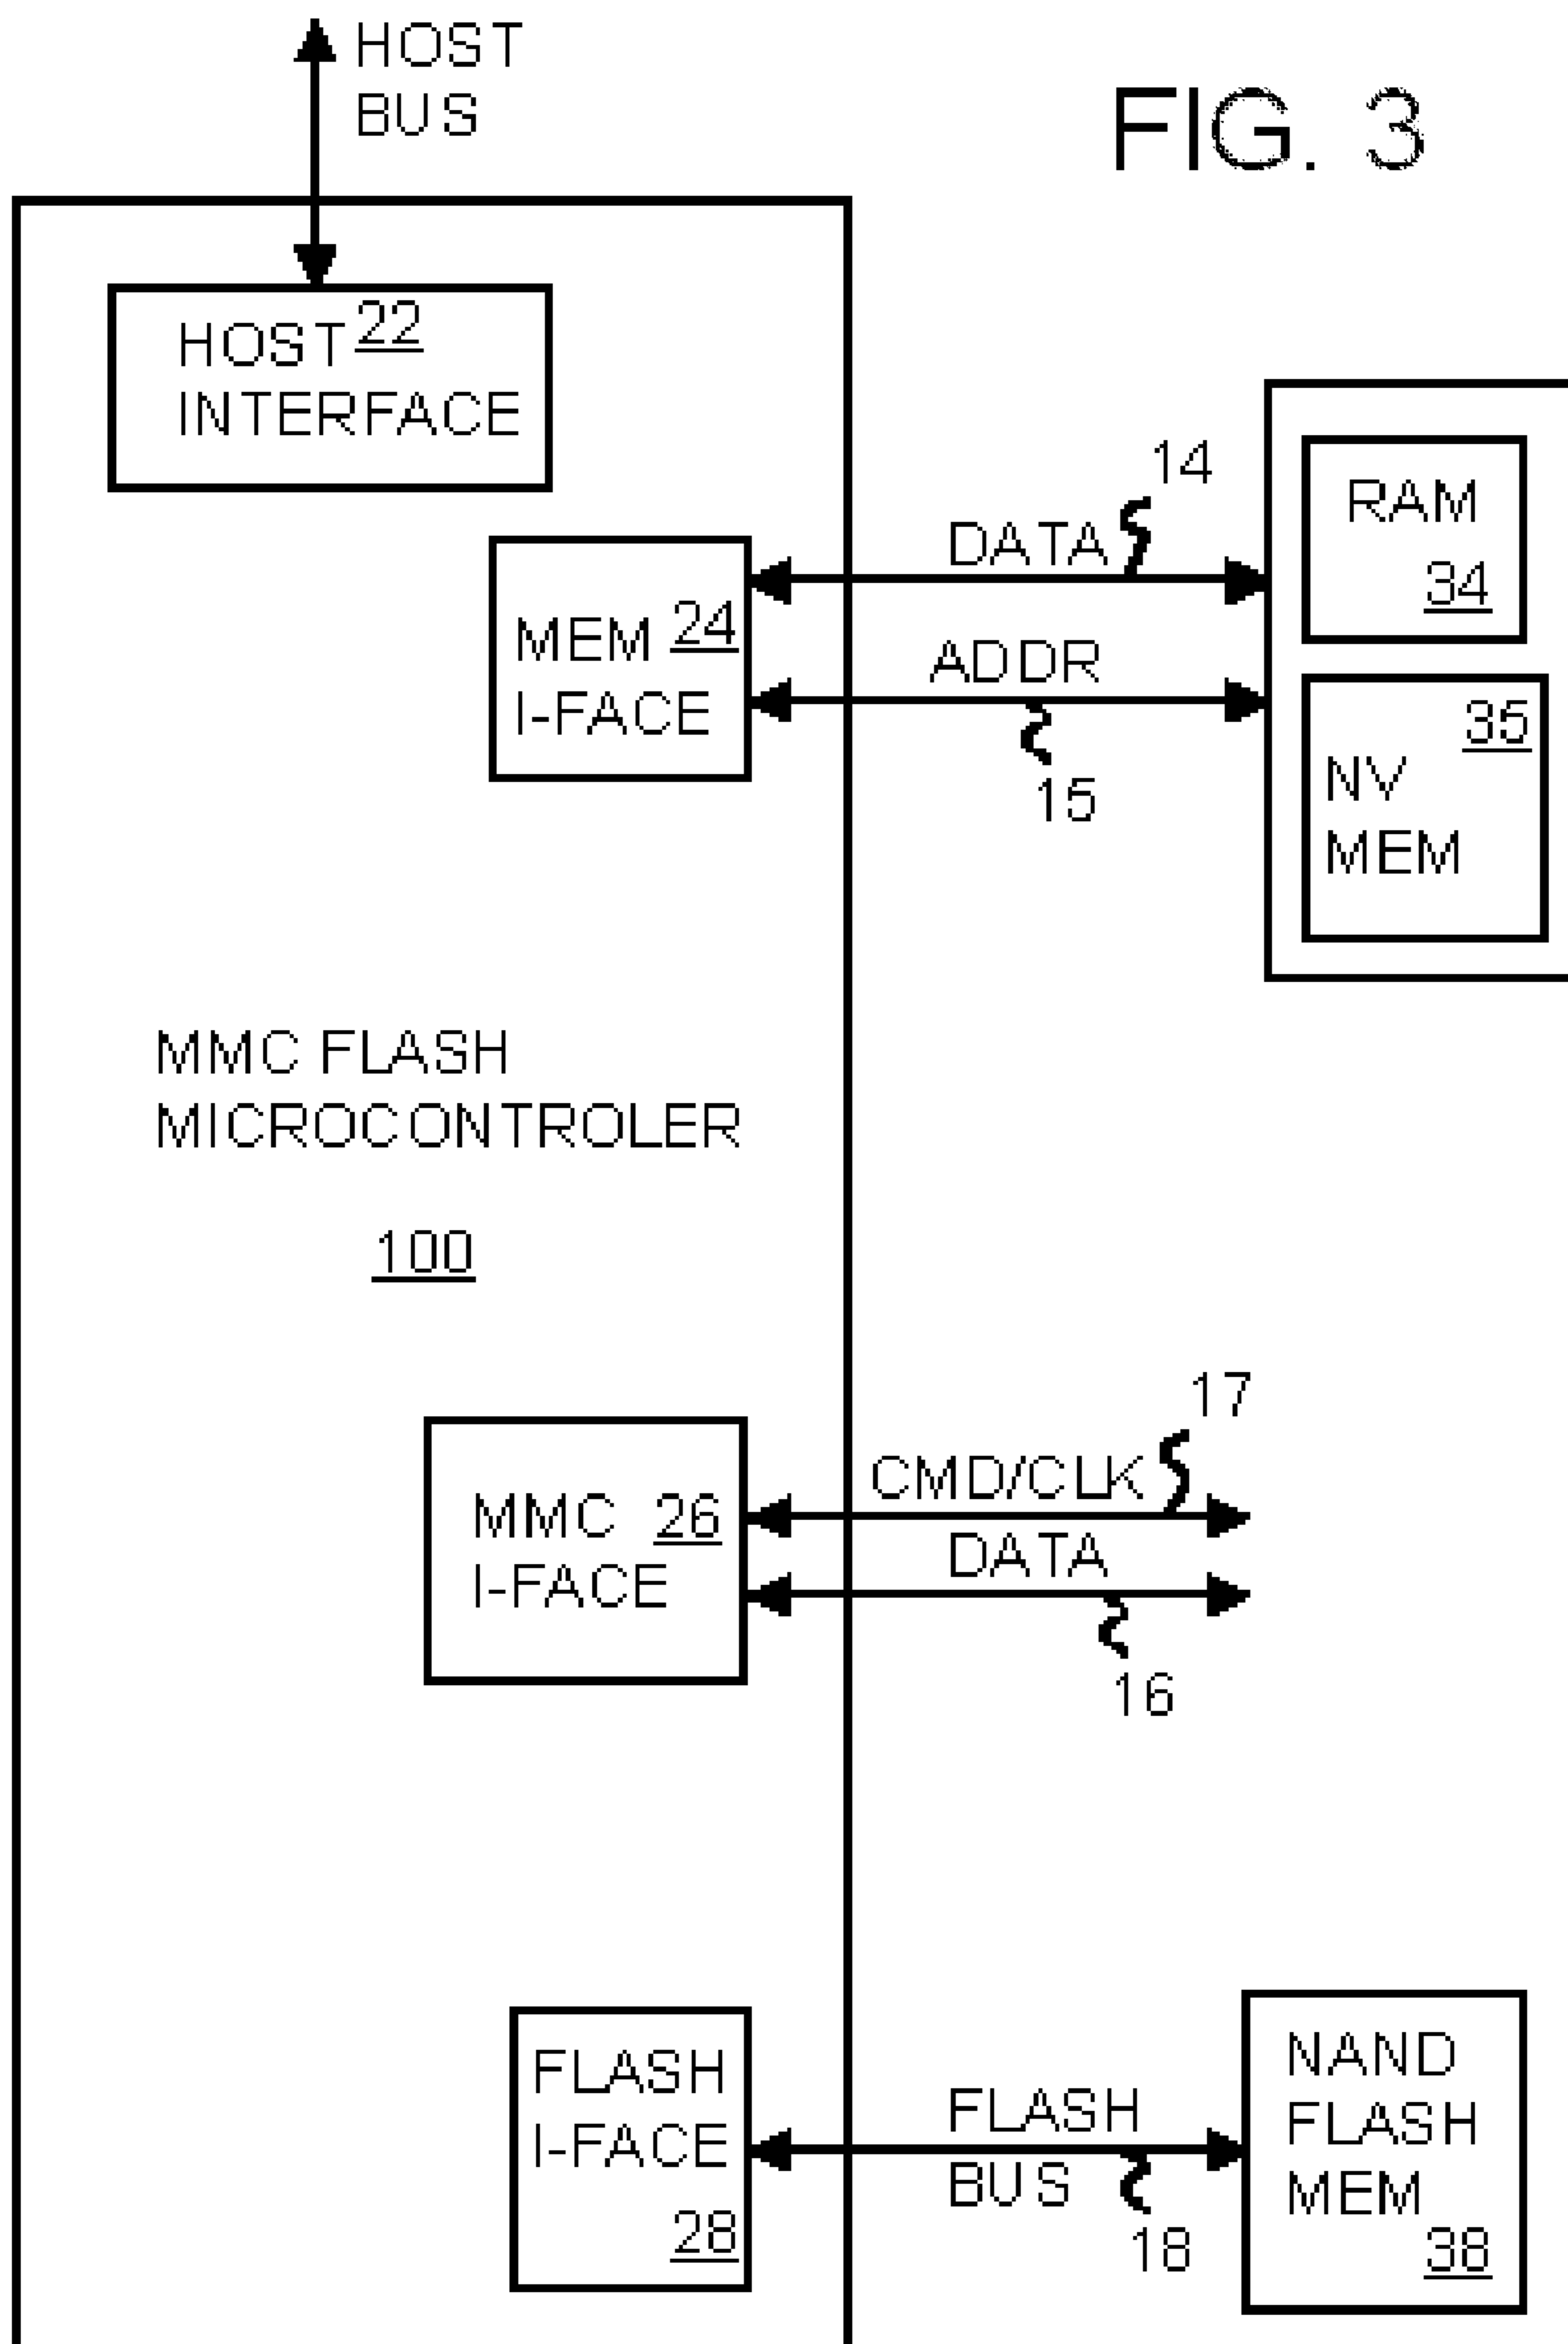 HOST
BUS
FIG. 3
HOST 22
INTERFACE
14
DATA
RAM
34
MEM 24
I-FACE
ADDR
15
35
NV
MEM
MMC FLASH
MICROCONTROLER
100
17
CMD/CLK
MMC 26
I-FACE
DATA
16
FLASH
I-FACE
28
FLASH
BUS
18
NAND
FLASH
MEM
38